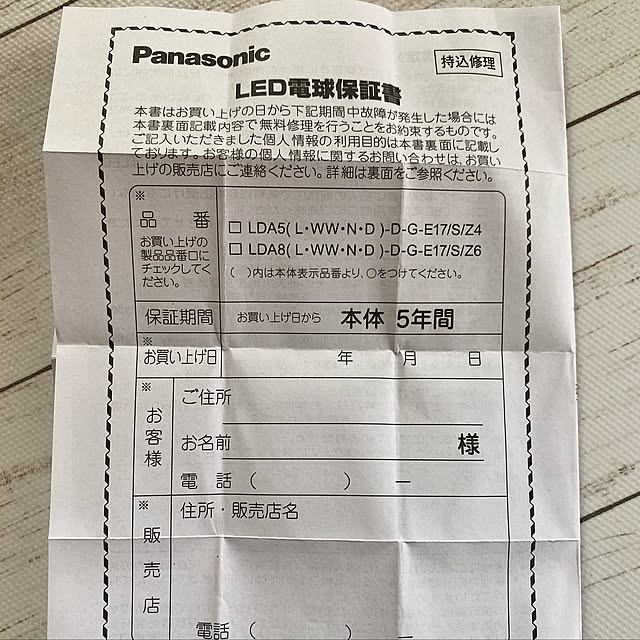 Panasonic
持込修理
LED電球保証書
本書はお買い上げの日から下記期間中故障が発生した場合には
本書裏面記載内容で無料修理を行うことをお約束するものです。
ご記入いただきました個人情報の利用目的は本書裏面に記載し
ております。お客様の個人情報に関するお問い合わせは、お買い
上げの販売店にご連絡ください。詳細は裏面をご参照ください。
※
品番
お買い上げの
製品品番口に
チェックしてく
ださい。
□ LDA5(L・WW・N・D)-D-G-E17/S/Z4
□ LDA8(L・WW・N・D)-D-G-E17/S/Z6
( )内は本体表示品番より、○をつけてください。
保証期間 お買い上げ日から 本体 5年間
※
お買い上げ日 年 月 日
※
お客様
ご住所
お名前 様
電話 ( ) ー
※
販売店
住所・販売店名
電話 ( ) ー